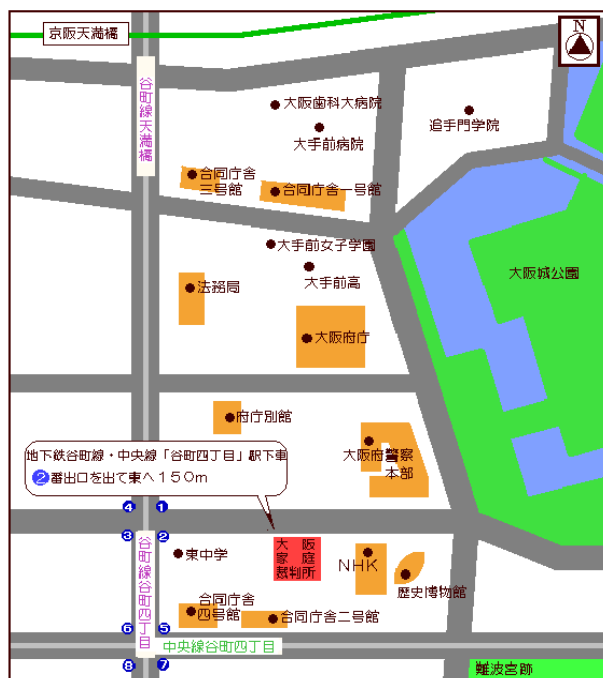 京阪天満橋
N
谷町線天満橋
大阪歯科大病院
大手前病院
追手門学院
合同庁舎
三号館
合同庁舎一号館
大手前女子学園
大手前高
大阪城公園
法務局
大阪府庁
府庁別館
地下鉄谷町線・中央線「谷町四丁目」駅下車
②番出口を出て東へ150m
大阪府警察
本部
④
①
③
②
谷町線谷町四丁目
東中学
大阪
家庭
裁判所
NHK
歴史博物館
合同庁舎
四号館
合同庁舎二号館
⑥
⑤
中央線谷町四丁目
⑧
⑦
難波宮跡